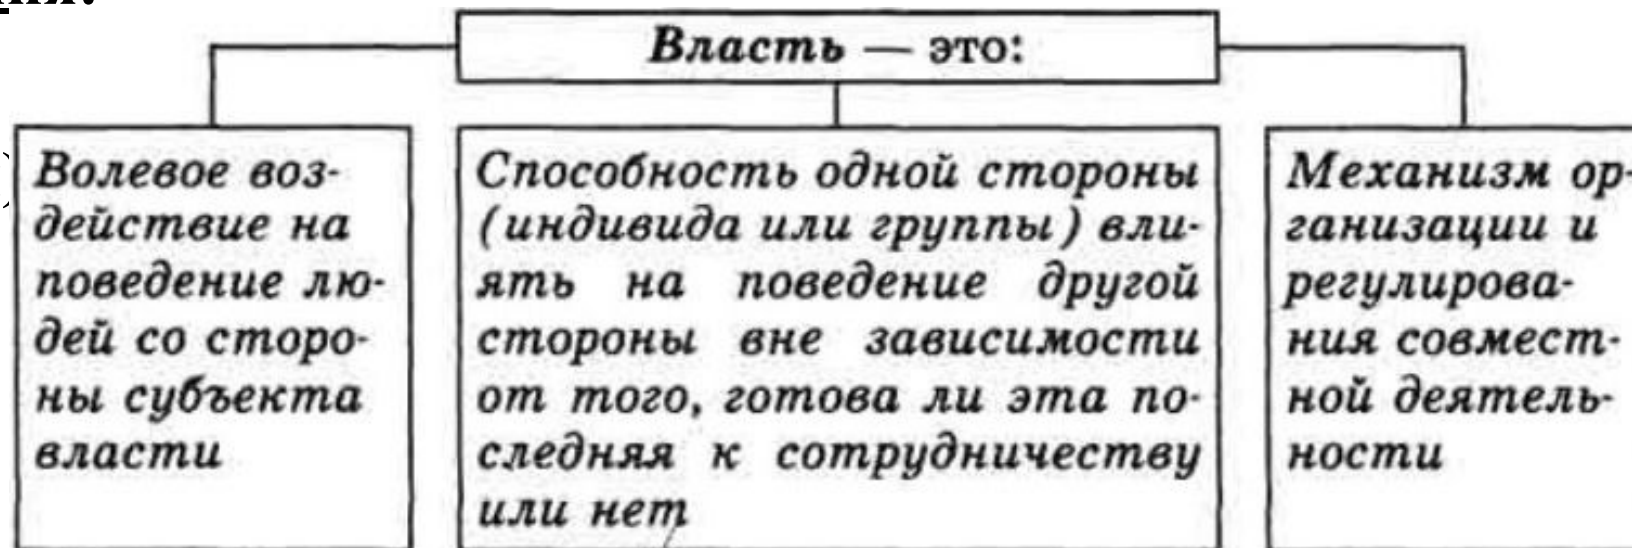 Власть — это:
Волевое воз-
действие на
поведение лю-
дей со сторо-
ны субъекта
власти
Способность одной стороны
(индивида или группы) вли-
ять на поведение другой
стороны вне зависимости
от того, готова ли эта по-
следняя к сотрудничеству
или нет
Механизм ор-
ганизации и
регулирова-
ния совмест-
ной деятель-
ности